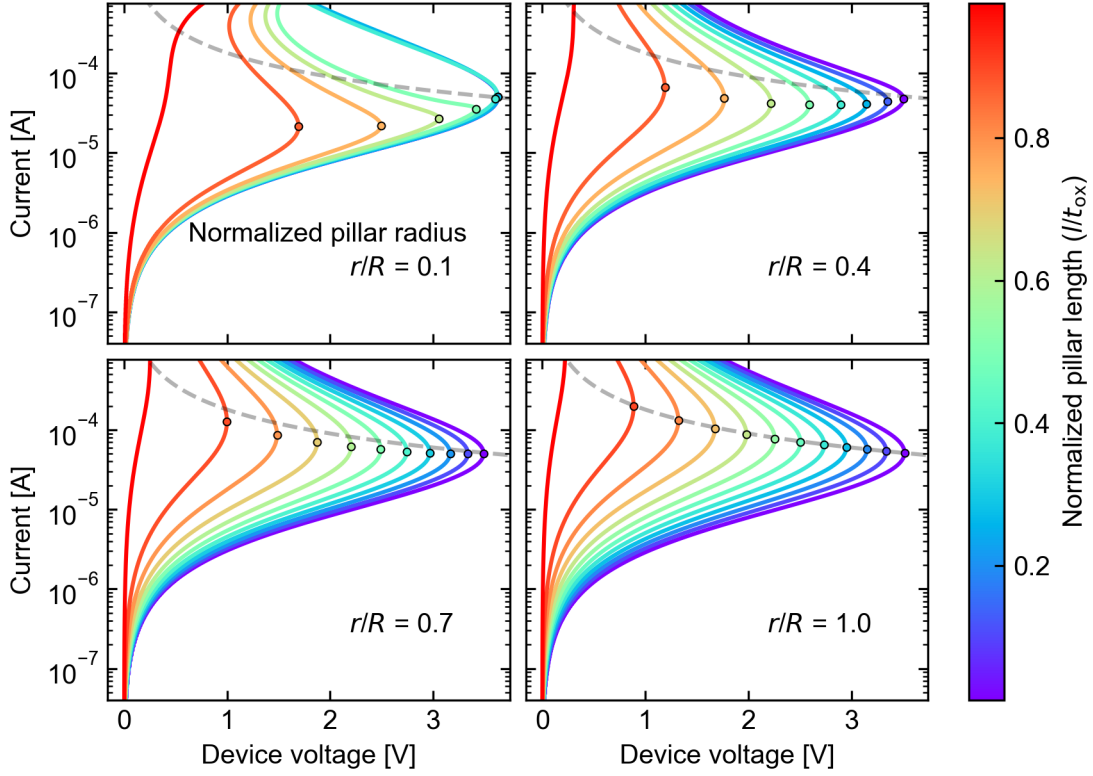 Current [A]
10⁻⁴
10⁻⁵
10⁻⁶
10⁻⁷
Normalized pillar radius
r/R = 0.1
r/R = 0.4
Current [A]
10⁻⁴
10⁻⁵
10⁻⁶
10⁻⁷
r/R = 0.7
r/R = 1.0
0 1 2 3
0 1 2 3
Device voltage [V]
Device voltage [V]
0.8
0.6
0.4
0.2
Normalized pillar length (l/tₒₓ)